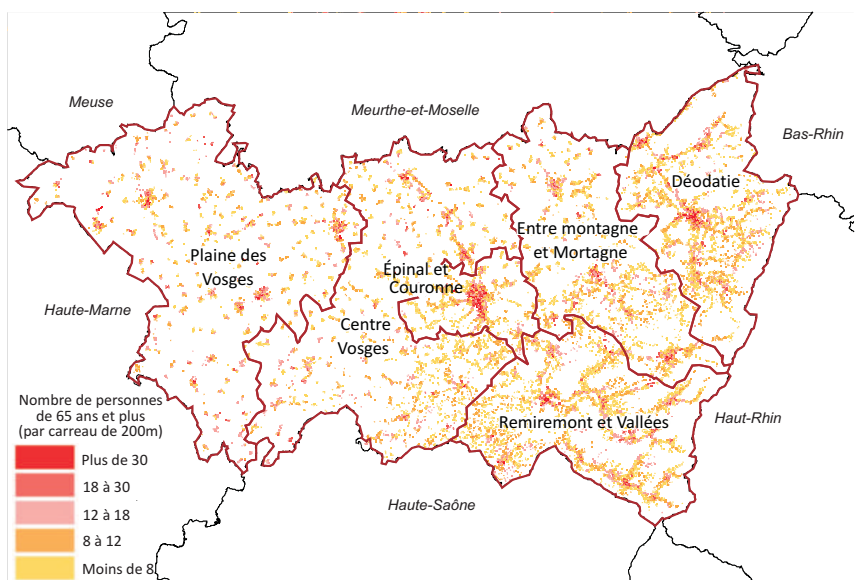 Meuse
Meurthe-et-Moselle
Bas-Rhin
Déodatie
Entre montagne
et Mortagne
Plaine des
Vosges
Épinal et
Couronne
Haute-Marne
Centre
Vosges
Nombre de personnes
de 65 ans et plus
(par carreau de 200m)
Remiremont et Vallées
Haut-Rhin
Plus de 30
18 à 30
Haute-Saône
12 à 18
8 à 12
Moins de 8